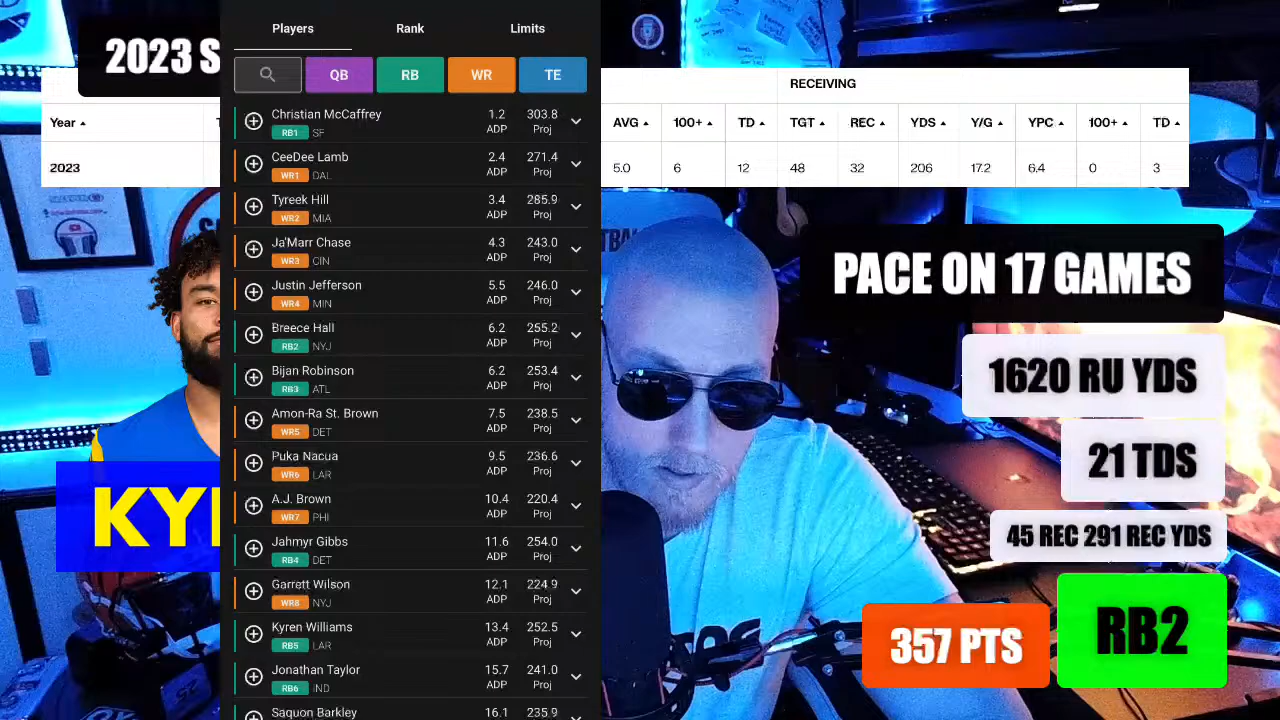 2023 S
Players Rank Limits
QB RB WR TE
Christian McCaffrey 1.2 303.8
RB1 SF ADP Proj
CeeDee Lamb 2.4 271.4
WR1 DAL ADP Proj
Tyreek Hill 3.4 285.9
WR2 MIA ADP Proj
Ja'Marr Chase 4.3 243.0
WR3 CIN ADP Proj
Justin Jefferson 5.5 246.0
WR4 MIN ADP Proj
Breece Hall 6.2 255.2
RB2 NYJ ADP Proj
Bijan Robinson 6.2 253.4
RB3 ATL ADP Proj
Amon-Ra St. Brown 7.5 238.5
WR5 DET ADP Proj
Puka Nacua 9.5 236.6
WR6 LAR ADP Proj
A.J. Brown 10.4 220.4
WR7 PHI ADP Proj
Jahmyr Gibbs 11.6 254.0
RB4 DET ADP Proj
Garrett Wilson 12.1 224.9
WR8 NYJ ADP Proj
Kyren Williams 13.4 252.5
RB5 LAR ADP Proj
Jonathan Taylor 15.7 241.0
RB6 IND ADP Proj
Saquon Barkley 16.1 235.9
Year
2023
KY
RECEIVING
AVG 100+ TD TGT REC YDS Y/G YPC 100+ TD
5.0 6 12 48 32 206 17.2 6.4 0 3
PACE ON 17 GAMES
1620 RU YDS
21 TDS
45 REC 291 REC YDS
357 PTS
RB2